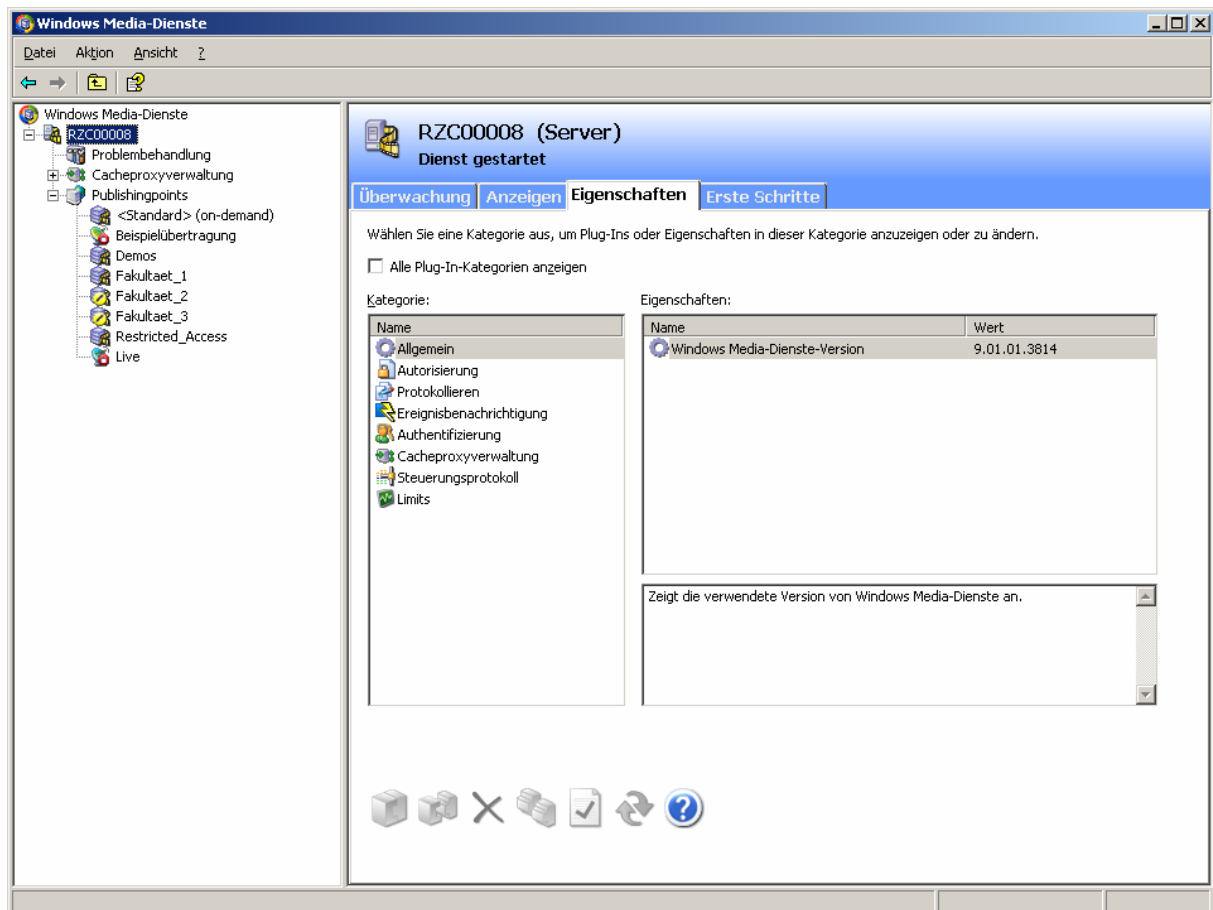 Windows Media-Dienste
Datei Aktion Ansicht ?
Windows Media-Dienste
RZC00008
Problembehandlung
Cacheproxyverwaltung
Publishingpoints
<Standard> (on-demand)
Beispielübertragung
Demos
Fakultaet_1
Fakultaet_2
Fakultaet_3
Restricted_Access
Live
RZC00008 (Server)
Dienst gestartet
Überwachung Anzeigen Eigenschaften Erste Schritte
Wählen Sie eine Kategorie aus, um Plug-Ins oder Eigenschaften in dieser Kategorie anzuzeigen oder zu ändern.
Alle Plug-In-Kategorien anzeigen
Kategorie:
Name
Allgemein
Autorisierung
Protokollieren
Ereignisbenachrichtigung
Authentifizierung
Cacheproxyverwaltung
Steuerungsprotokoll
Limits
Eigenschaften:
Name Wert
Windows Media-Dienste-Version 9.01.01.3814
Zeigt die verwendete Version von Windows Media-Dienste an.